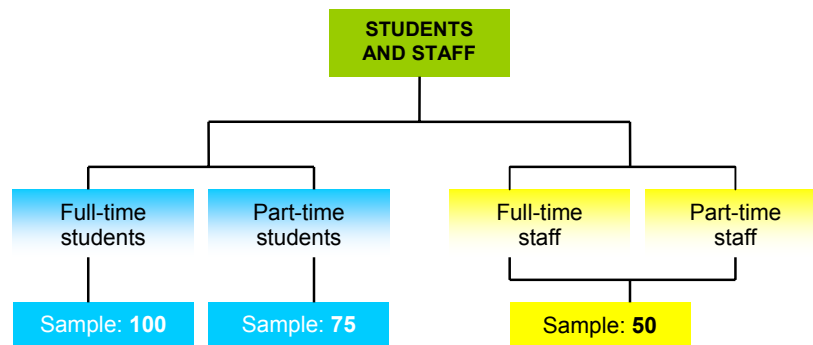 STUDENTS
AND STAFF
Full-time
students
Part-time
students
Full-time
staff
Part-time
staff
Sample: 100
Sample: 75
Sample: 50